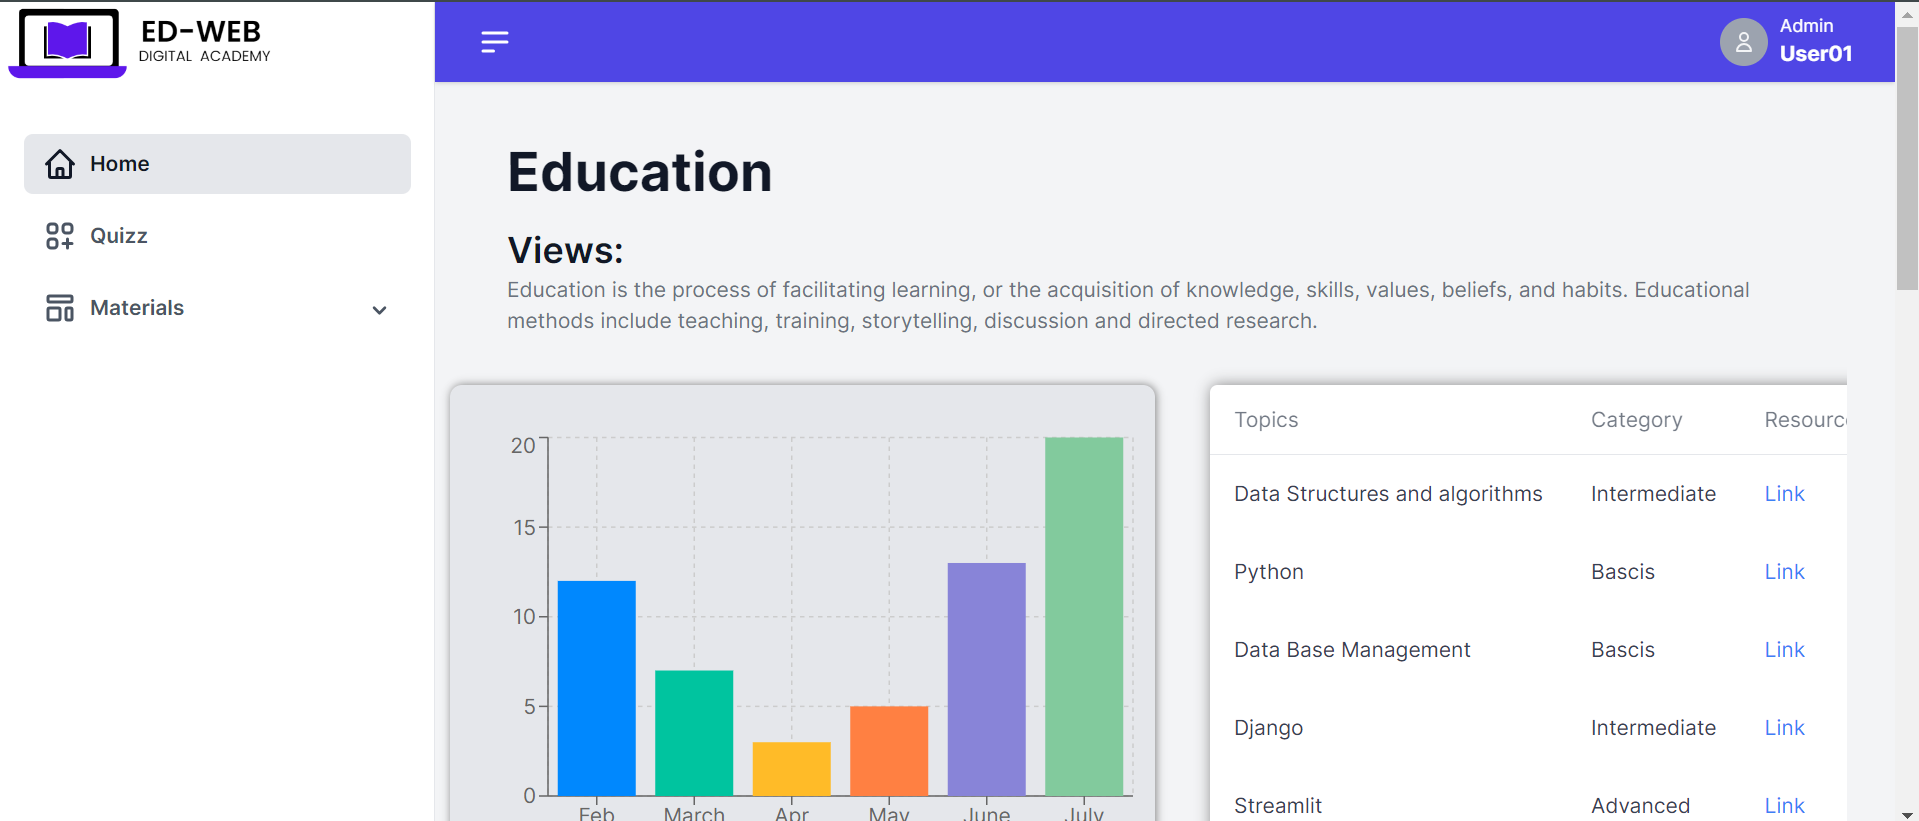 ED-WEB
DIGITAL ACADEMY
Admin
User01
Home
Quizz
Materials
Education
Views:
Education is the process of facilitating learning, or the acquisition of knowledge, skills, values, beliefs, and habits. Educational
methods include teaching, training, storytelling, discussion and directed research.
20
15
10
5
0
Feb March Apr May June July
Topics Category Resourc
Data Structures and algorithms Intermediate Link
Python Bascis Link
Data Base Management Bascis Link
Django Intermediate Link
Streamlit Advanced Link